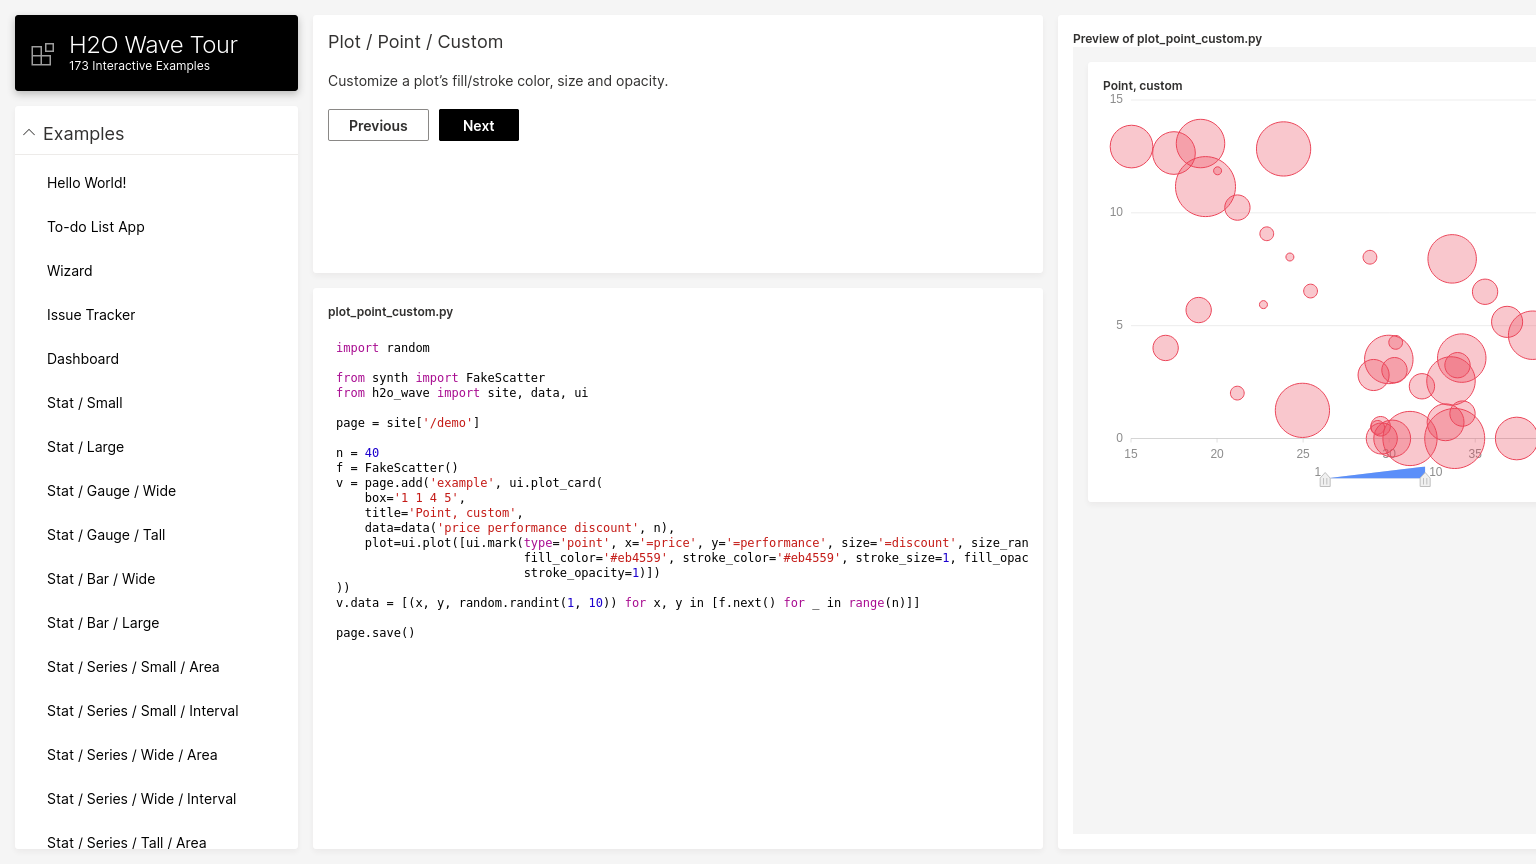 H2O Wave Tour
173 Interactive Examples
Examples
Hello World!
To-do List App
Wizard
Issue Tracker
Dashboard
Stat / Small
Stat / Large
Stat / Gauge / Wide
Stat / Gauge / Tall
Stat / Bar / Wide
Stat / Bar / Large
Stat / Series / Small / Area
Stat / Series / Small / Interval
Stat / Series / Wide / Area
Stat / Series / Wide / Interval
Stat / Series / Tall / Area
Plot / Point / Custom
Customize a plot’s fill/stroke color, size and opacity.
Previous
Next
plot_point_custom.py
import random
from synth import FakeScatter
from h2o_wave import site, data, ui
page = site['/demo']
n = 40
f = FakeScatter()
v = page.add('example', ui.plot_card(
    box='1 1 4 5',
    title='Point, custom',
    data=data('price performance discount', n),
    plot=ui.plot([ui.mark(type='point', x='=price', y='=performance', size='=discount', size_ran
                          fill_color='#eb4559', stroke_color='#eb4559', stroke_size=1, fill_opac
                          stroke_opacity=1)])
))
v.data = [(x, y, random.randint(1, 10)) for x, y in [f.next() for _ in range(n)]]
page.save()
Preview of plot_point_custom.py
Point, custom
15
10
5
0
15 20 25 30 35
1 10